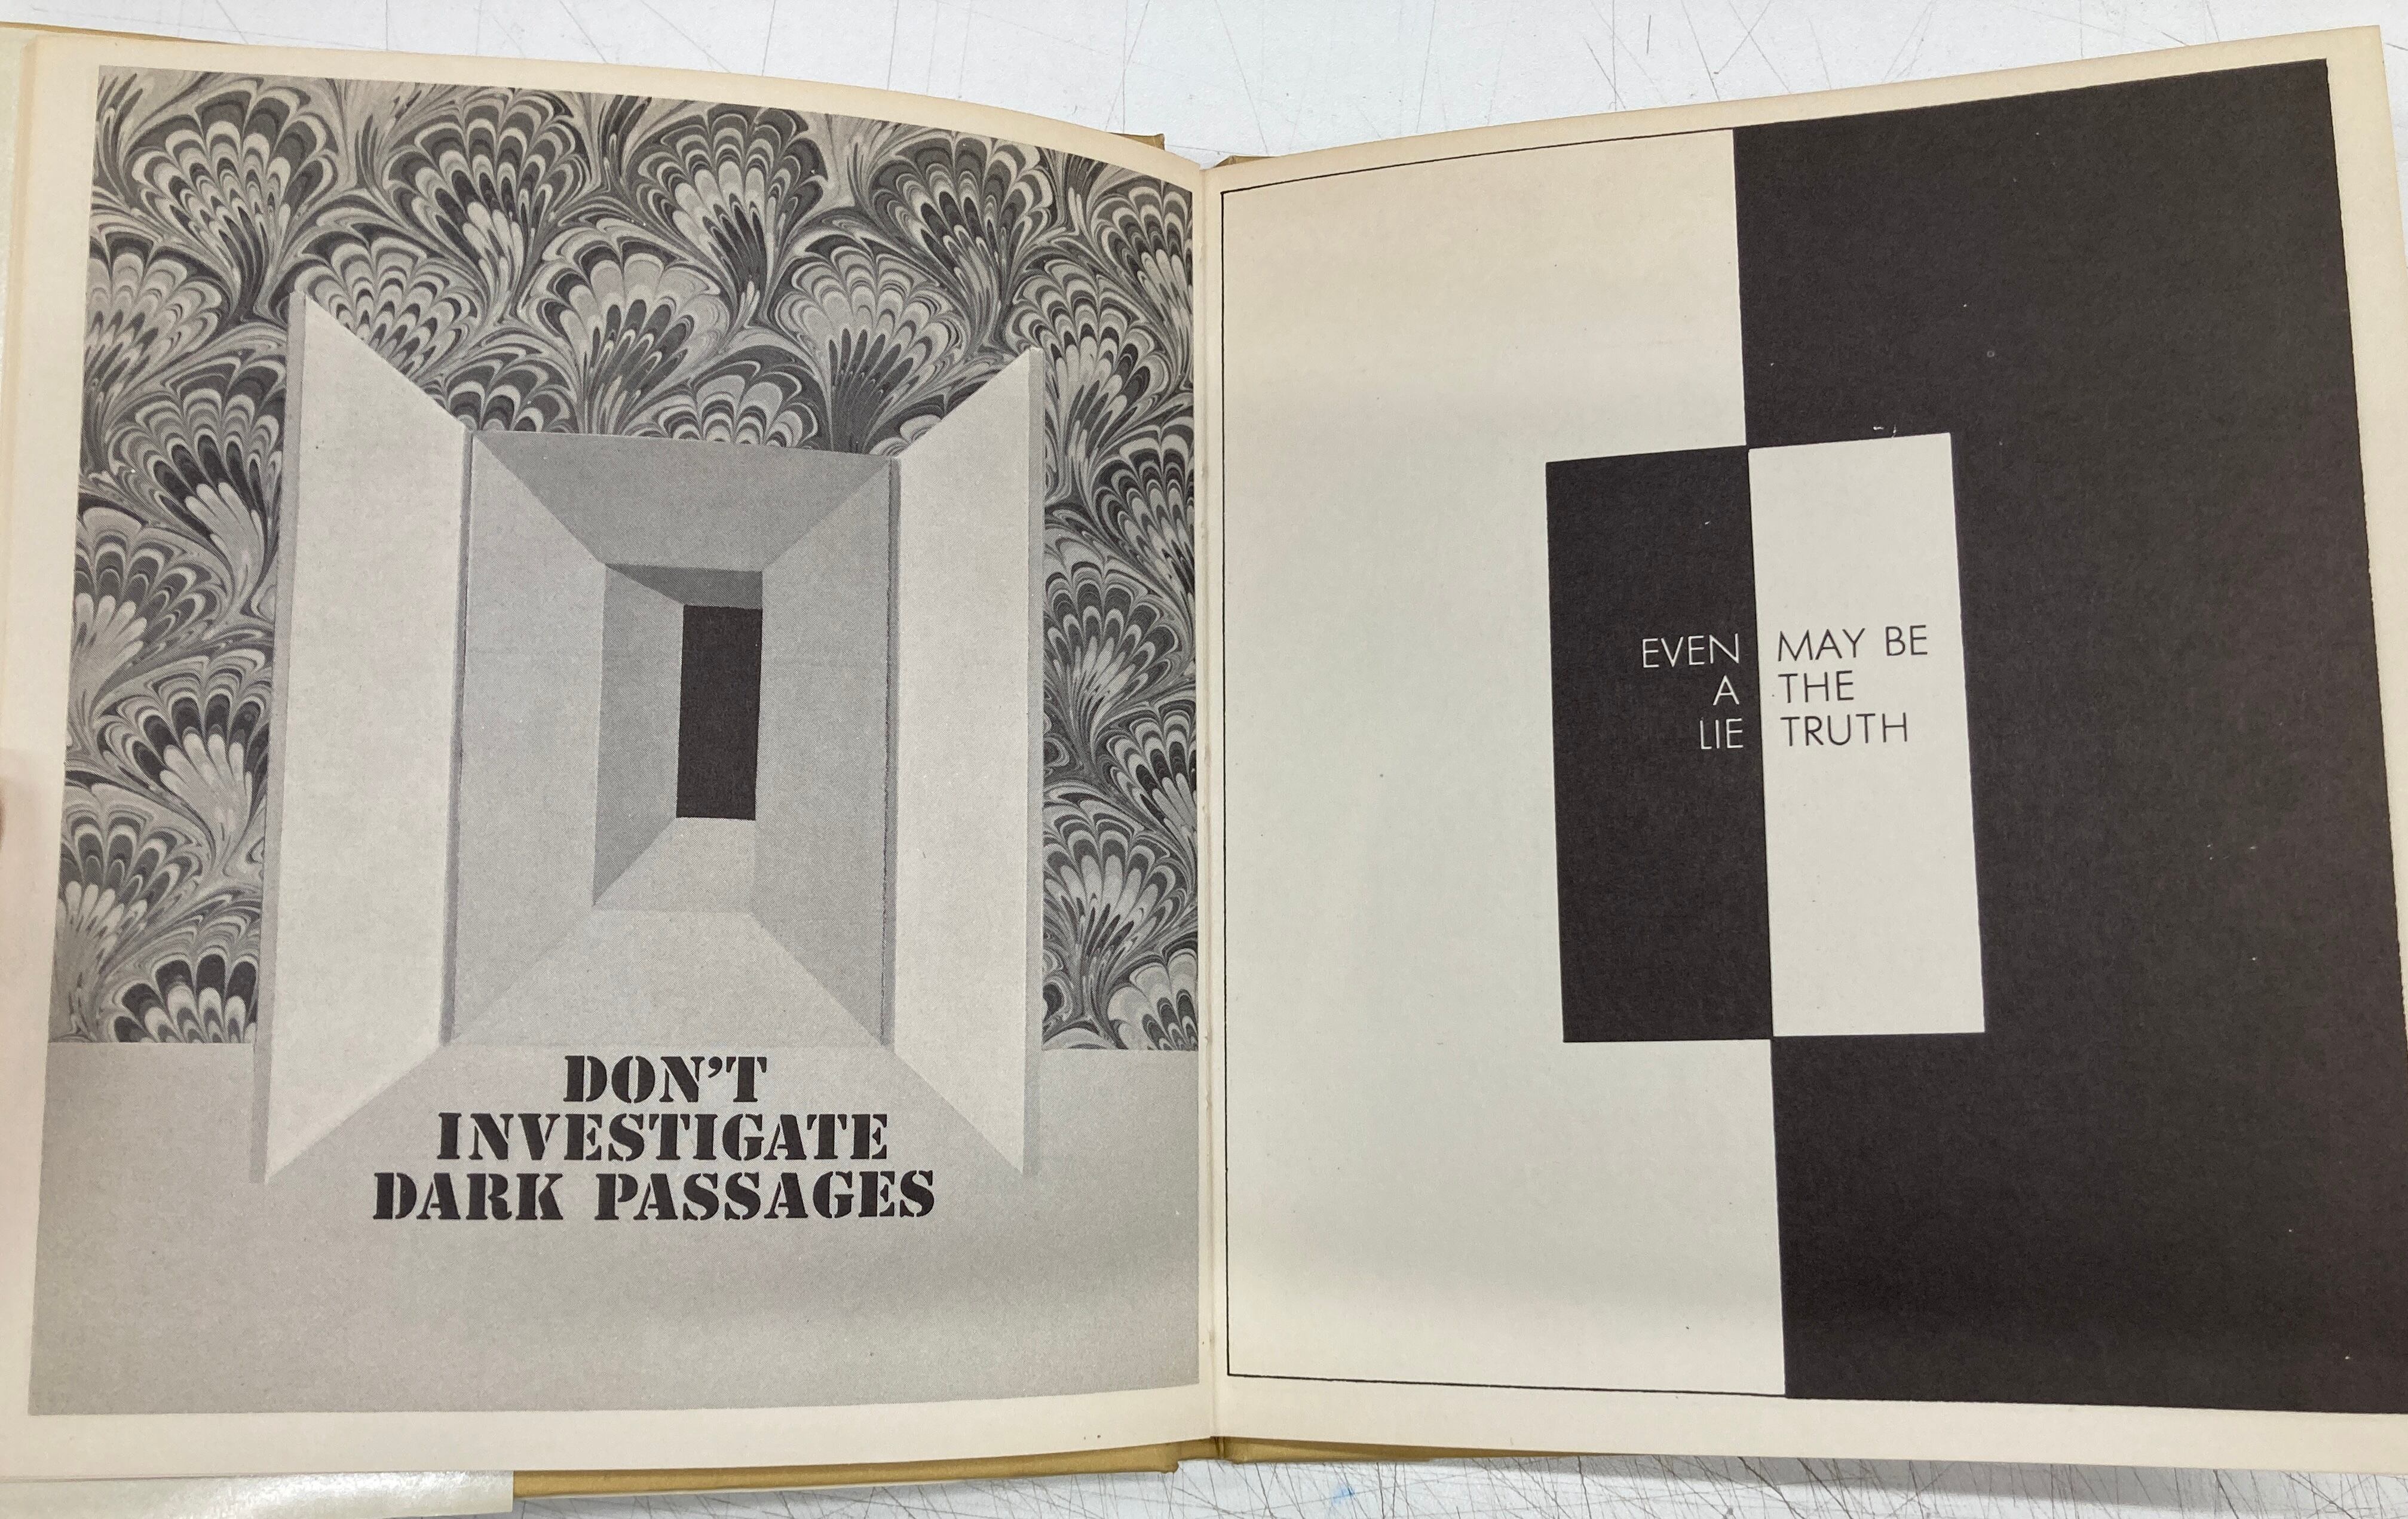 DON'T
INVESTIGATE
DARK PASSAGES
EVEN
A
LIE
MAY BE
THE
TRUTH